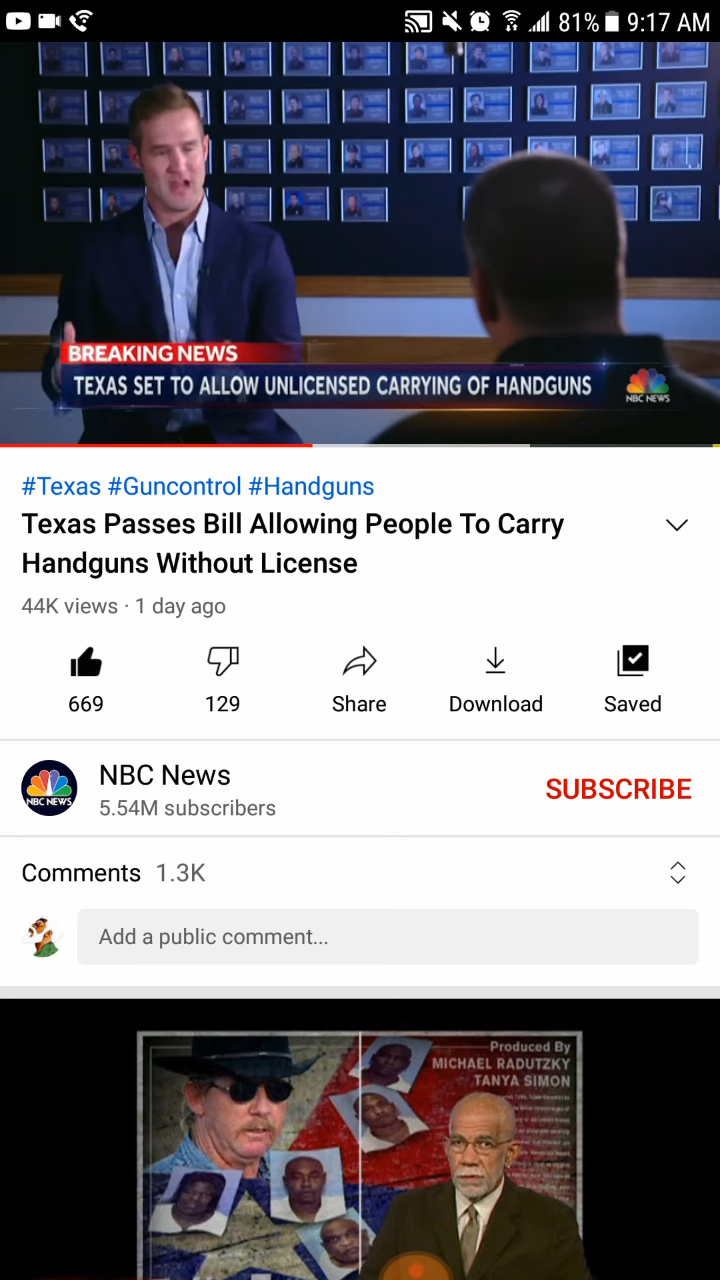 81% 9:17 AM
BREAKING NEWS
TEXAS SET TO ALLOW UNLICENSED CARRYING OF HANDGUNS
NBC NEWS
#Texas #Guncontrol #Handguns
Texas Passes Bill Allowing People To Carry
Handguns Without License
44K views · 1 day ago
669 129 Share Download Saved
NBC NEWS
NBC News
5.54M subscribers
SUBSCRIBE
Comments 1.3K
Add a public comment...
Produced By
MICHAEL RADUTZKY
TANYA SIMON